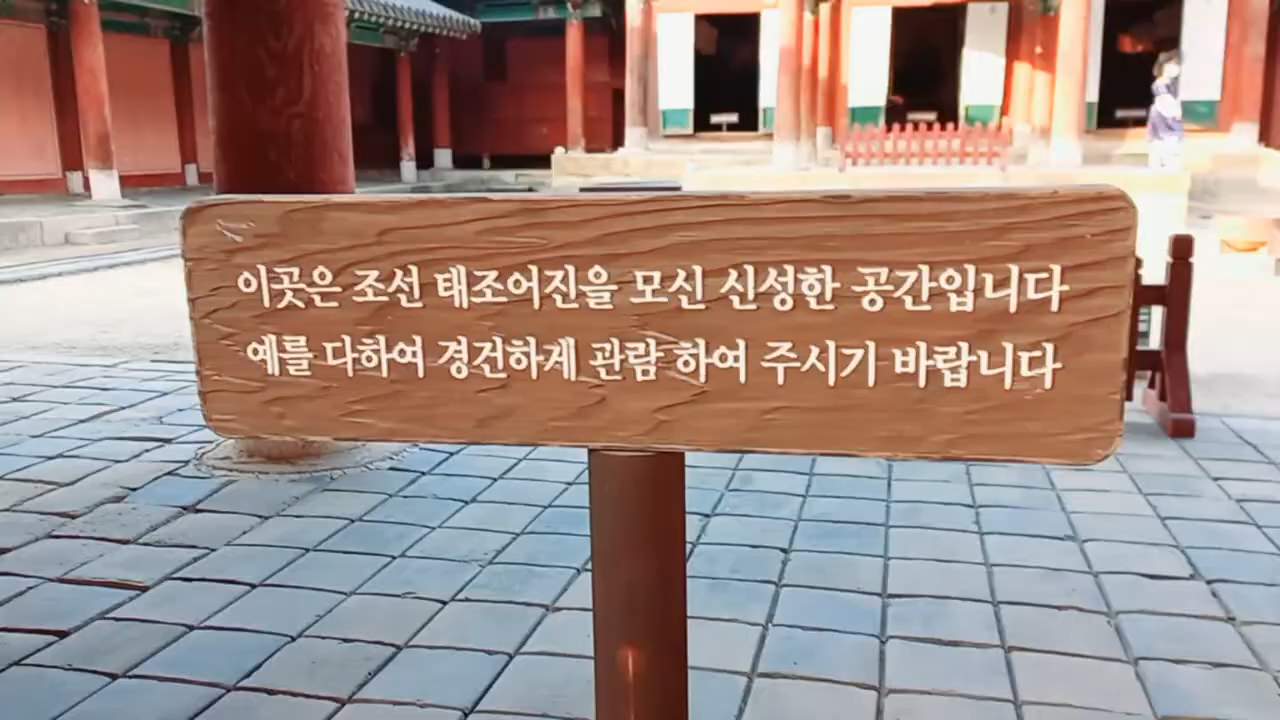 이곳은 조선 태조어진을 모신 신성한 공간입니다
예를 다하여 경건하게 관람 하여 주시기 바랍니다